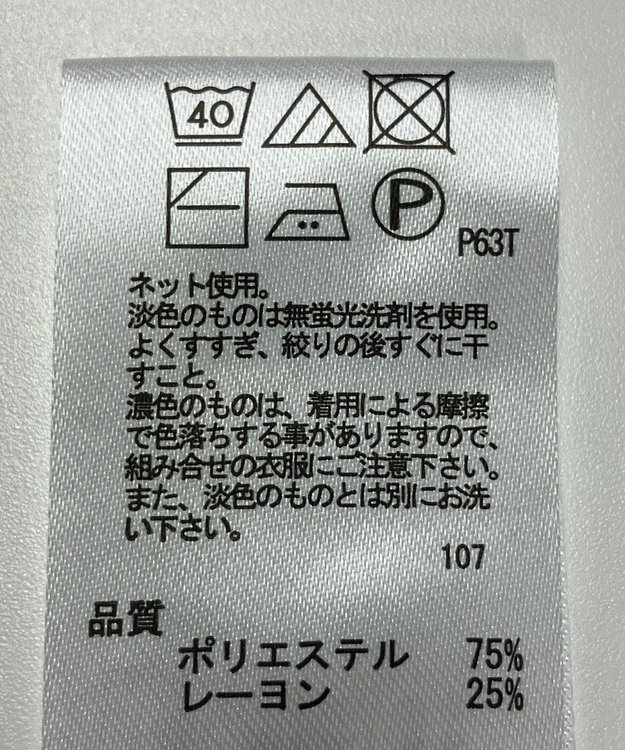 40
P
P63T
ネット使用。
淡色のものは無蛍光洗剤を使用。
よくすすぎ、絞りの後すぐに干
すこと。
濃色のものは、着用による摩擦
で色落ちする事がありますので、
組み合せの衣服にご注意下さい。
また、淡色のものとは別にお洗
い下さい。
107
品質
ポリエステル 75%
レーヨン 25%